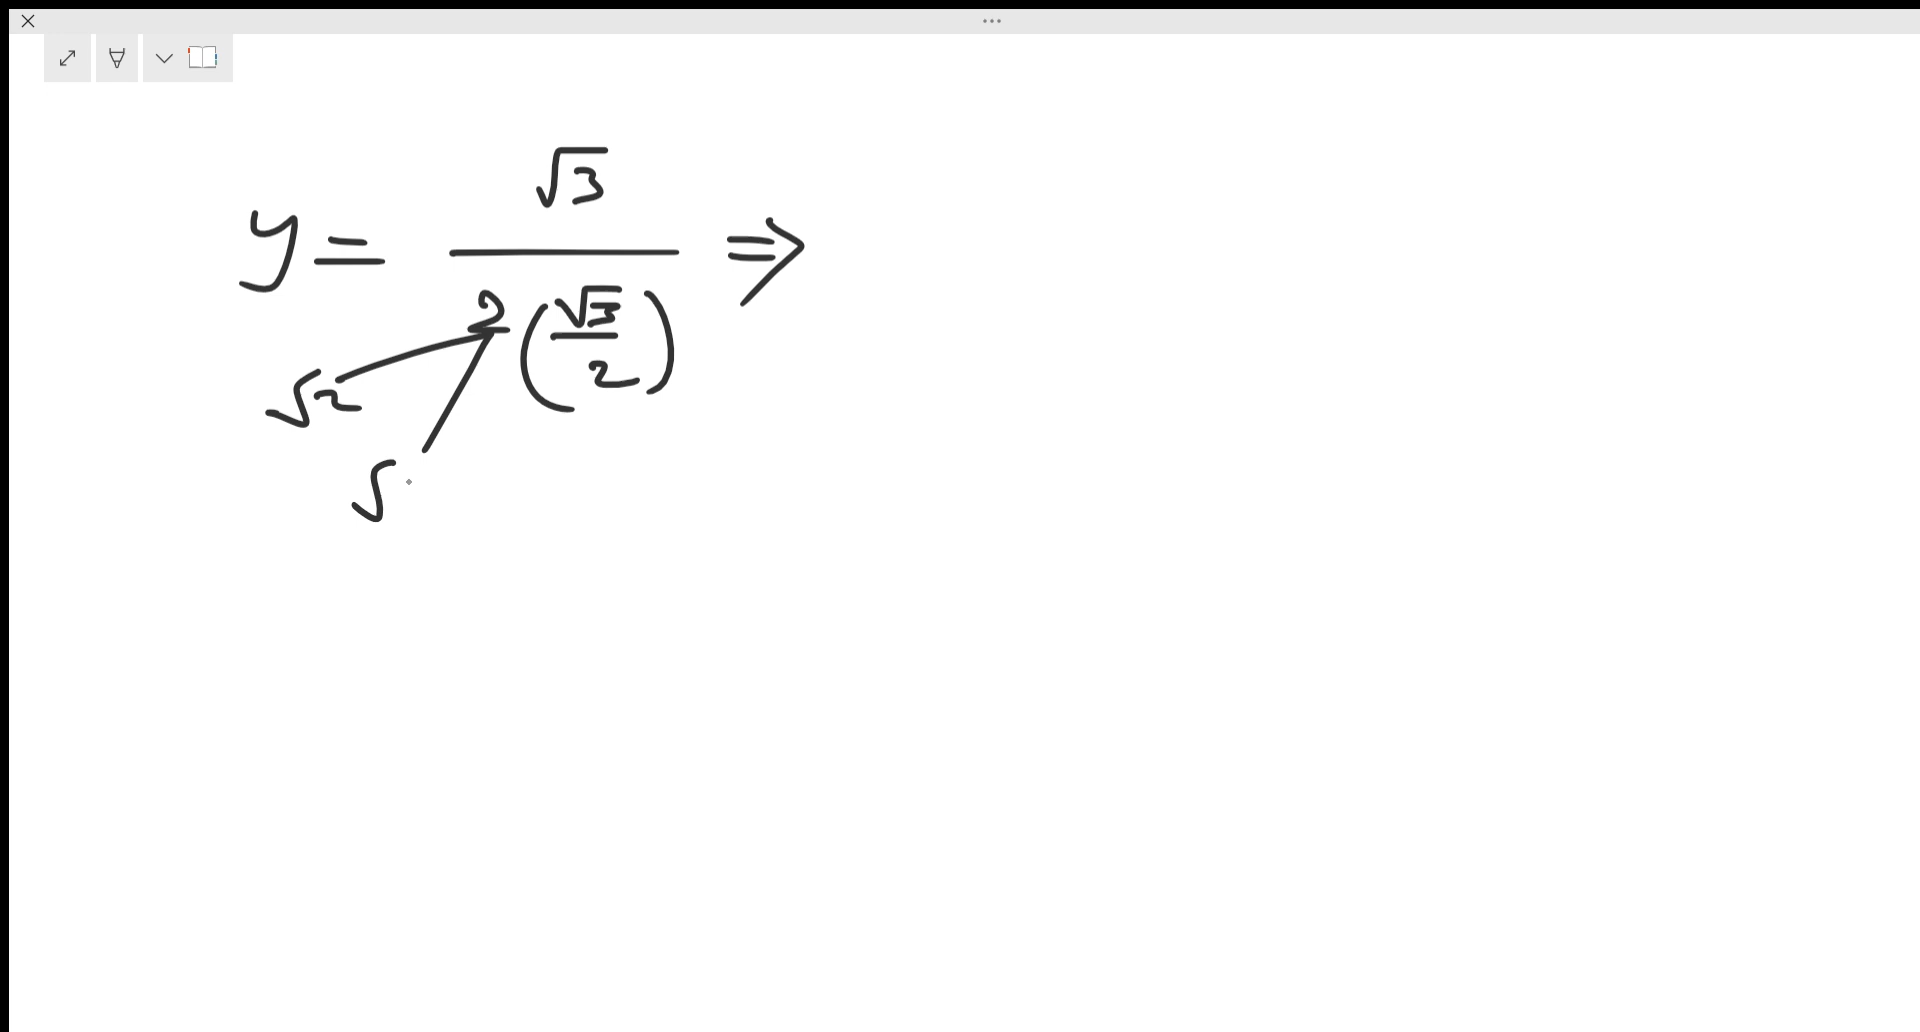 y = √3 / 2(√3/2) ⇒
√2
√